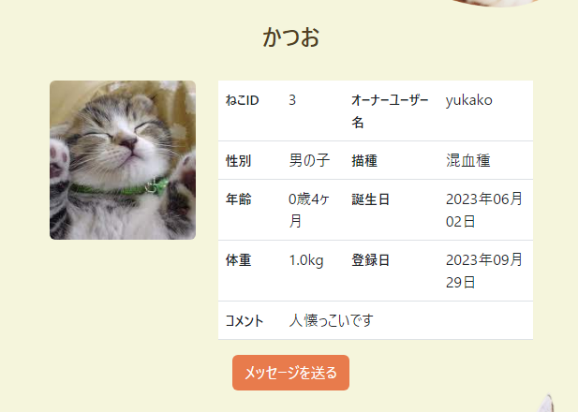 かつお
ねこID 3 オーナーユーザー名 yukako
性別 男の子 描種 混血種
年齢 0歳4ヶ月 誕生日 2023年06月02日
体重 1.0kg 登録日 2023年09月29日
コメント 人懐っこいです
メッセージを送る